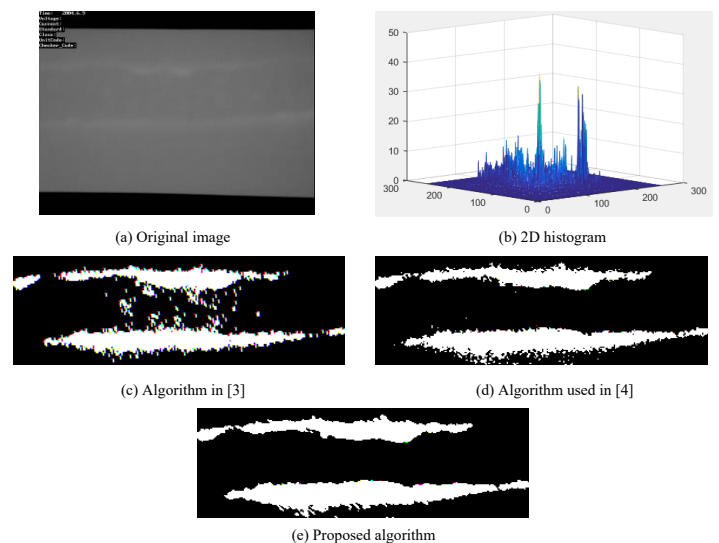 Time: 2004.6.9
Voltage:
Current:
Standard:
Class:
UnitCode:
Checker_Code:
50
40
30
20
10
0
300
200
100
0
0
100
200
300
(a) Original image
(b) 2D histogram
(c) Algorithm in [3]
(d) Algorithm used in [4]
(e) Proposed algorithm